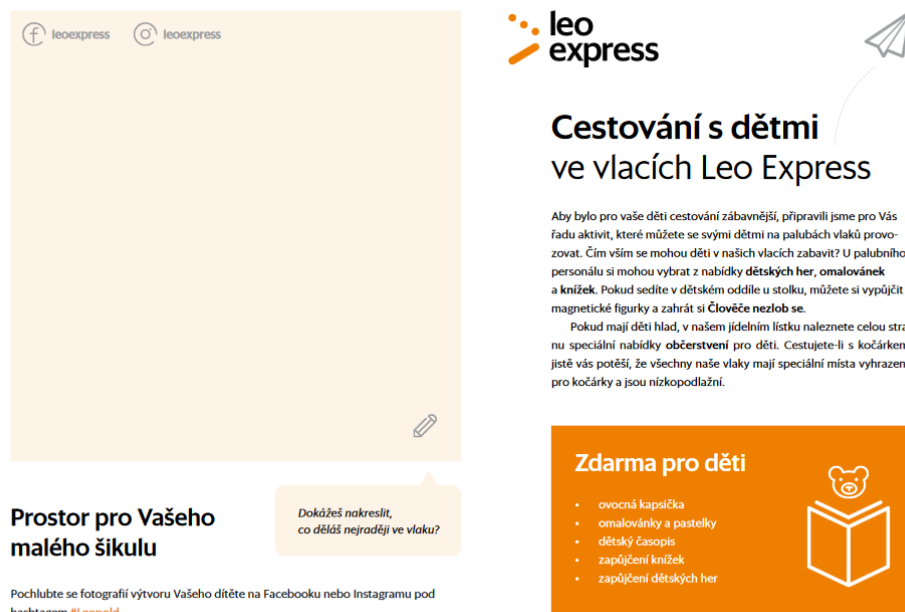 leoexpress
leoexpress
Prostor pro Vašeho
malého šikulu
Dokážeš nakreslit,
co děláš nejraději ve vlaku?
Pochlubte se fotografií výtvoru Vašeho dítěte na Facebooku nebo Instagramu pod
hashtagem #Leopold
leo
express
Cestování s dětmi
ve vlacích Leo Express
Aby bylo pro vaše děti cestování zábavnější, připravili jsme pro Vás
řadu aktivit, které můžete se svými dětmi na palubách vlaků provo-
zovat. Čím vším se mohou děti v našich vlacích zabavit? U palubního
personálu si mohou vybrat z nabídky dětských her, omalovánek
a knížek. Pokud sedíte v dětském oddíle u stolku, můžete si vypůjčit
magnetické figurky a zahrát si Člověče nezlob se.
Pokud mají děti hlad, v našem jídelním lístku naleznete celou stra
nu speciální nabídky občerstvení pro děti. Cestujete-li s kočárkem
jistě vás potěší, že všechny naše vlaky mají speciální místa vyhrazen
pro kočárky a jsou nízkopodlažní.
Zdarma pro děti
• ovocná kapsička
• omalovánky a pastelky
• dětský časopis
• zapůjčení knížek
• zapůjčení dětských her